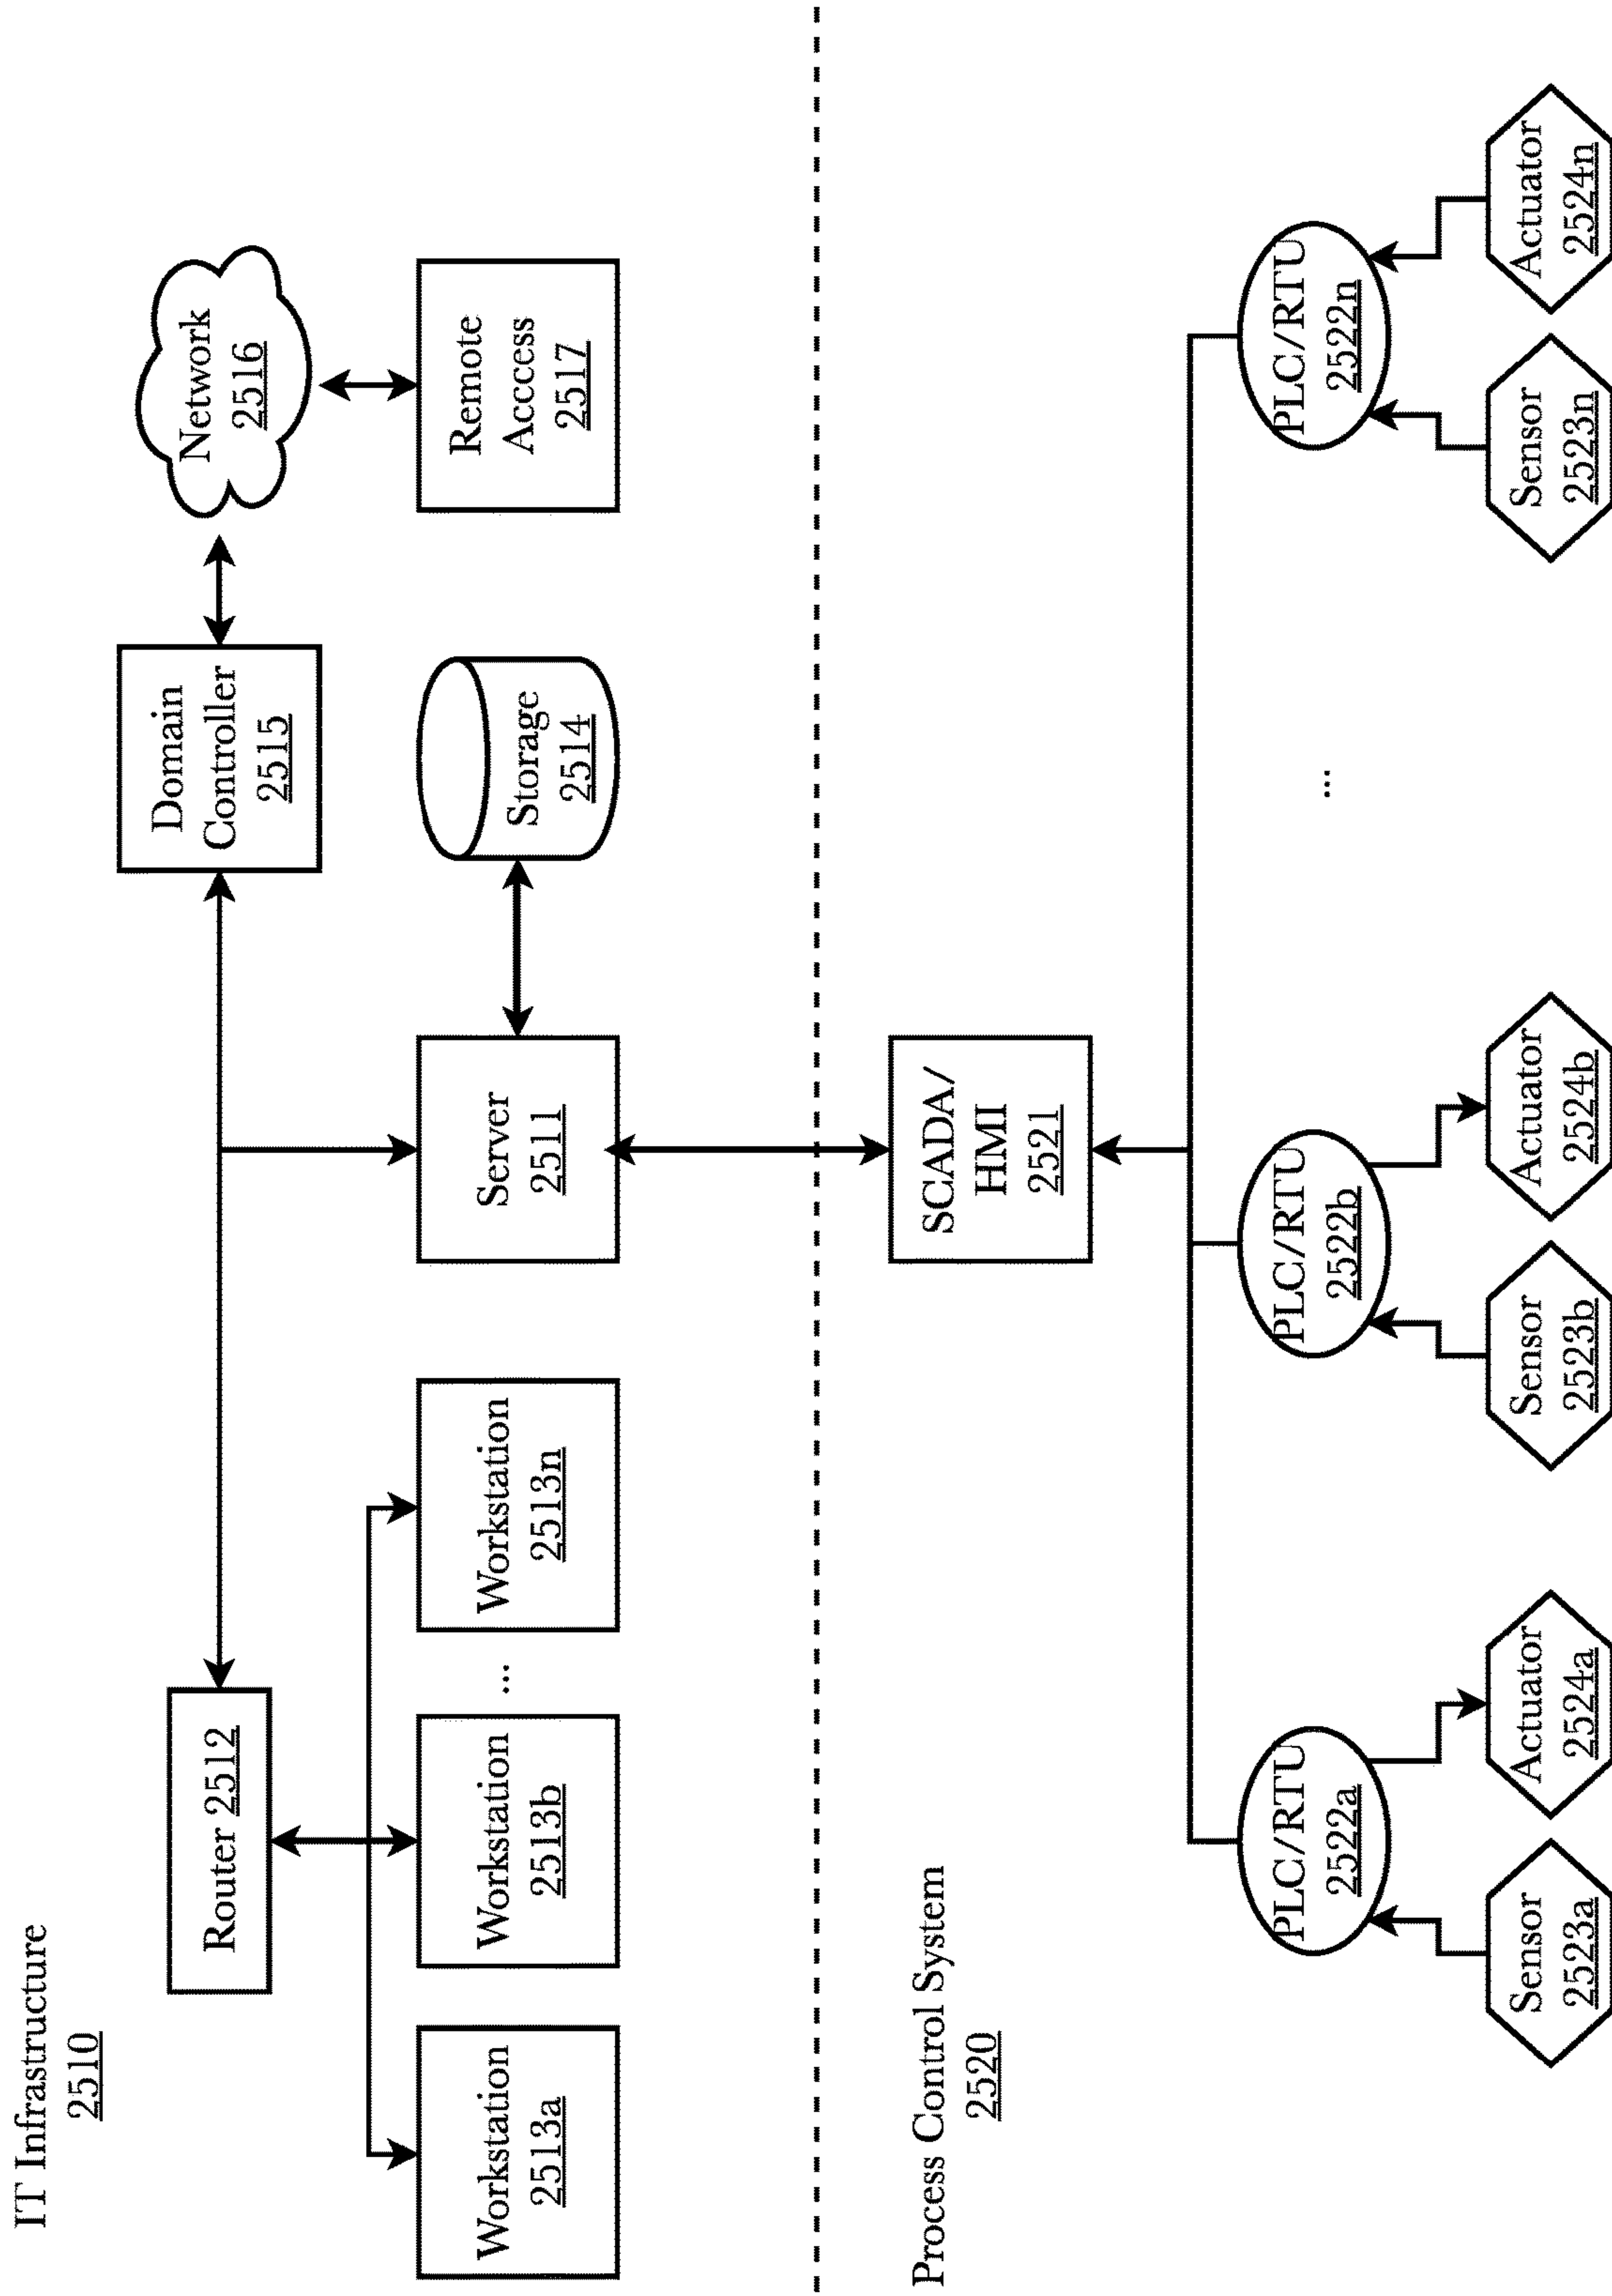 IT Infrastructure
2510
Router 2512
Domain
Controller
2515
Network
2516
Workstation
2513a
Workstation
2513b
...
Workstation
2513n
Server
2511
Storage
2514
Remote
Acccess
2517
Process Control System
2520
SCADA/
HMI
2521
PLC/RTU
2522a
PLC/RTU
2522b
...
PLC/RTU
2522n
Sensor
2523a
Actuator
2524a
Sensor
2523b
Actuator
2524b
Sensor
2523n
Actuator
2524n